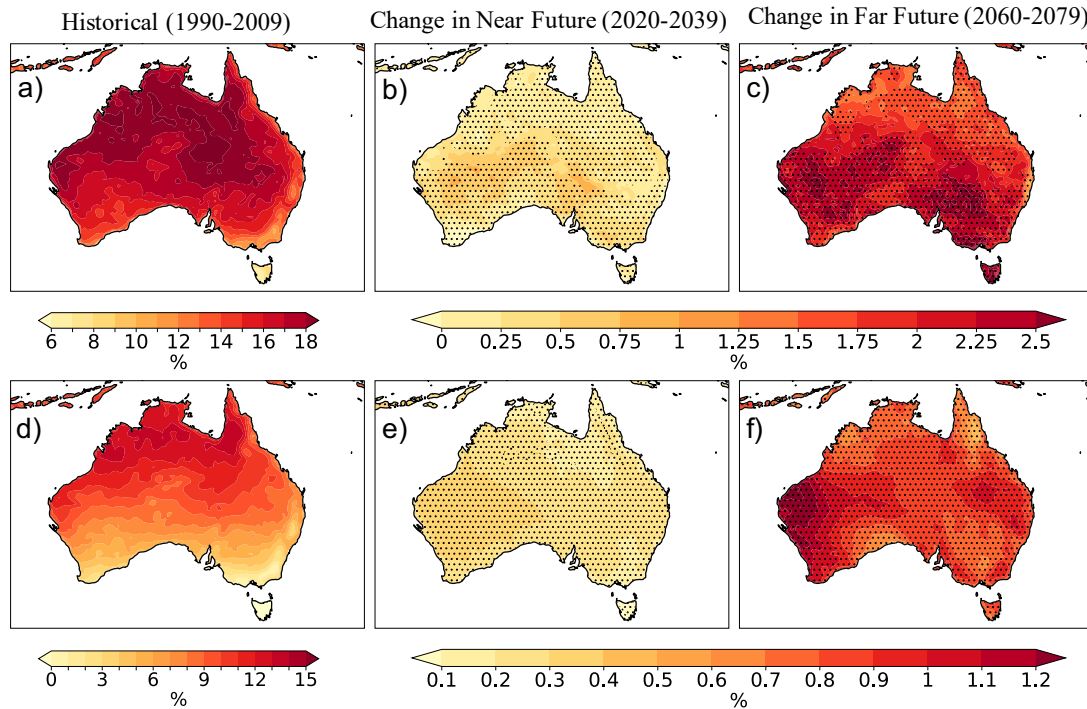 Historical (1990-2009) Change in Near Future (2020-2039) Change in Far Future (2060-2079)
a) b) c)
6 8 10 12 14 16 18 0 0.25 0.5 0.75 1 1.25 1.5 1.75 2 2.25 2.5
% %
d) e) f)
0 3 6 9 12 15 0.1 0.2 0.3 0.4 0.5 0.6 0.7 0.8 0.9 1 1.1 1.2
% %